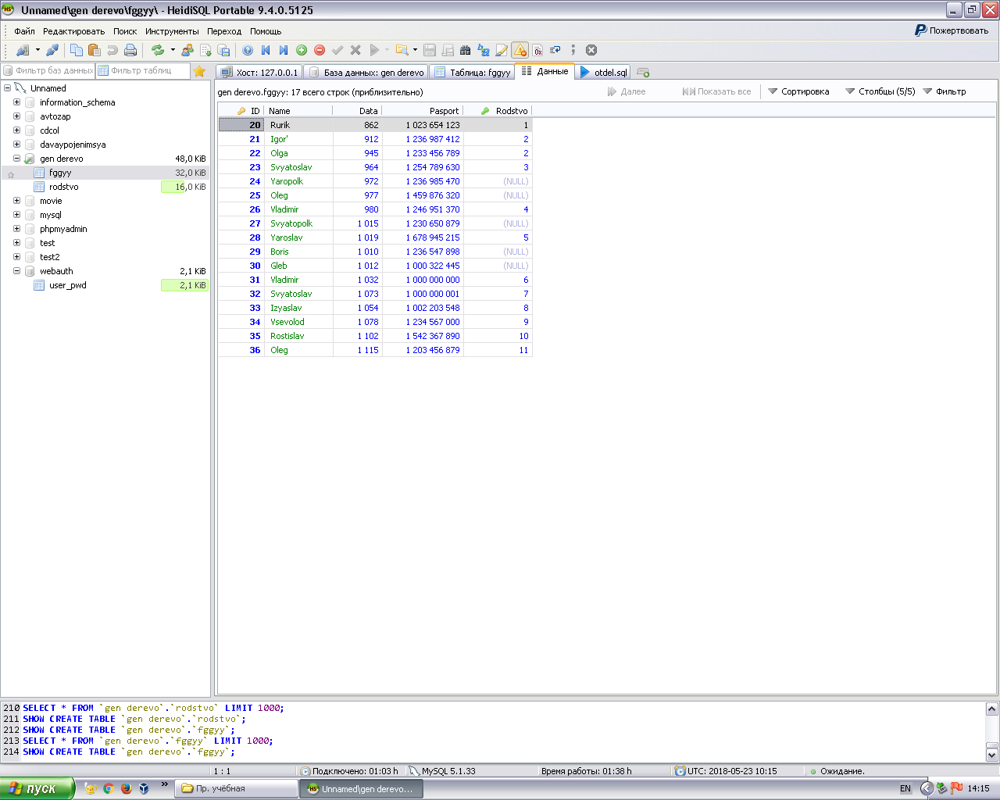 Unnamed\gen derevo\fggyy\ - HeidiSQL Portable 9.4.0.5125
Файл Редактировать Поиск Инструменты Переход Помощь Пожертвовать
Фильтр баз данных Фильтр таблиц
Хост: 127.0.0.1 База данных: gen derevo Таблица: fggyy Данные otdel.sql
gen derevo.fggyy: 17 всего строк (приблизительно) Далее Показать все Сортировка Столбцы (5/5) Фильтр
Unnamed
information_schema
avtozap
cdcol
davaypojenimsya
gen derevo 48,0 KiB
fggyy 32,0 KiB
rodstvo 16,0 KiB
movie
mysql
phpmyadmin
test
test2
webauth 2,1 KiB
user_pwd 2,1 KiB
ID Name Data Pasport Rodstvo
20 Rurik 862 1 023 654 123 1
21 Igor' 912 1 236 987 412 2
22 Olga 945 1 233 456 789 2
23 Svyatoslav 964 1 254 789 630 3
24 Yaropolk 972 1 236 985 470 (NULL)
25 Oleg 977 1 459 876 320 (NULL)
26 Vladimir 980 1 246 951 370 4
27 Svyatopolk 1 015 1 230 650 879 (NULL)
28 Yaroslav 1 019 1 678 945 215 5
29 Boris 1 010 1 236 547 898 (NULL)
30 Gleb 1 012 1 000 322 445 (NULL)
31 Vladimir 1 032 1 000 000 000 6
32 Svyatoslav 1 073 1 000 000 001 7
33 Izyaslav 1 054 1 002 203 548 8
34 Vsevolod 1 078 1 234 567 000 9
35 Rostislav 1 102 1 542 367 890 10
36 Oleg 1 115 1 203 456 879 11
210 SELECT * FROM `gen derevo`.`rodstvo` LIMIT 1000;
211 SHOW CREATE TABLE `gen derevo`.`rodstvo`;
212 SHOW CREATE TABLE `gen derevo`.`fggyy`;
213 SELECT * FROM `gen derevo`.`fggyy` LIMIT 1000;
214 SHOW CREATE TABLE `gen derevo`.`fggyy`;
1 : 1 Подключено: 01:03 h MySQL 5.1.33 Время работы: 01:38 h UTC: 2018-05-23 10:15 Ожидание.
пуск » Пр. учёбная Unnamed\gen derevo... EN 14:15